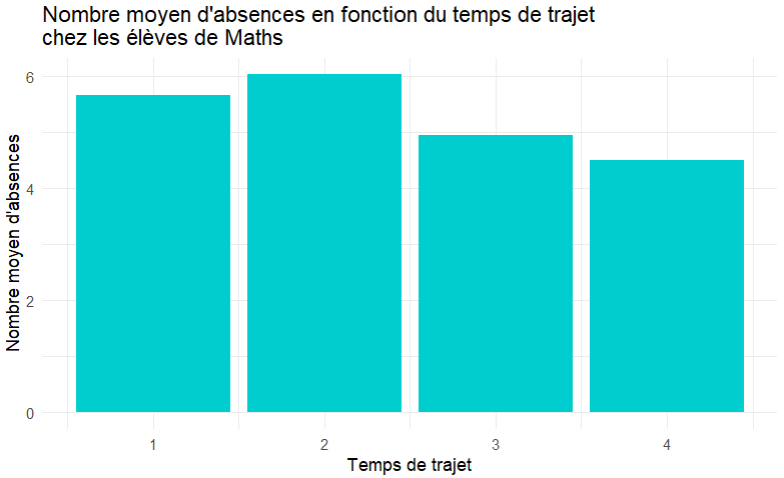 Nombre moyen d'absences en fonction du temps de trajet
chez les élèves de Maths
Nombre moyen d'absences
6
4
2
0
1 2 3 4
Temps de trajet